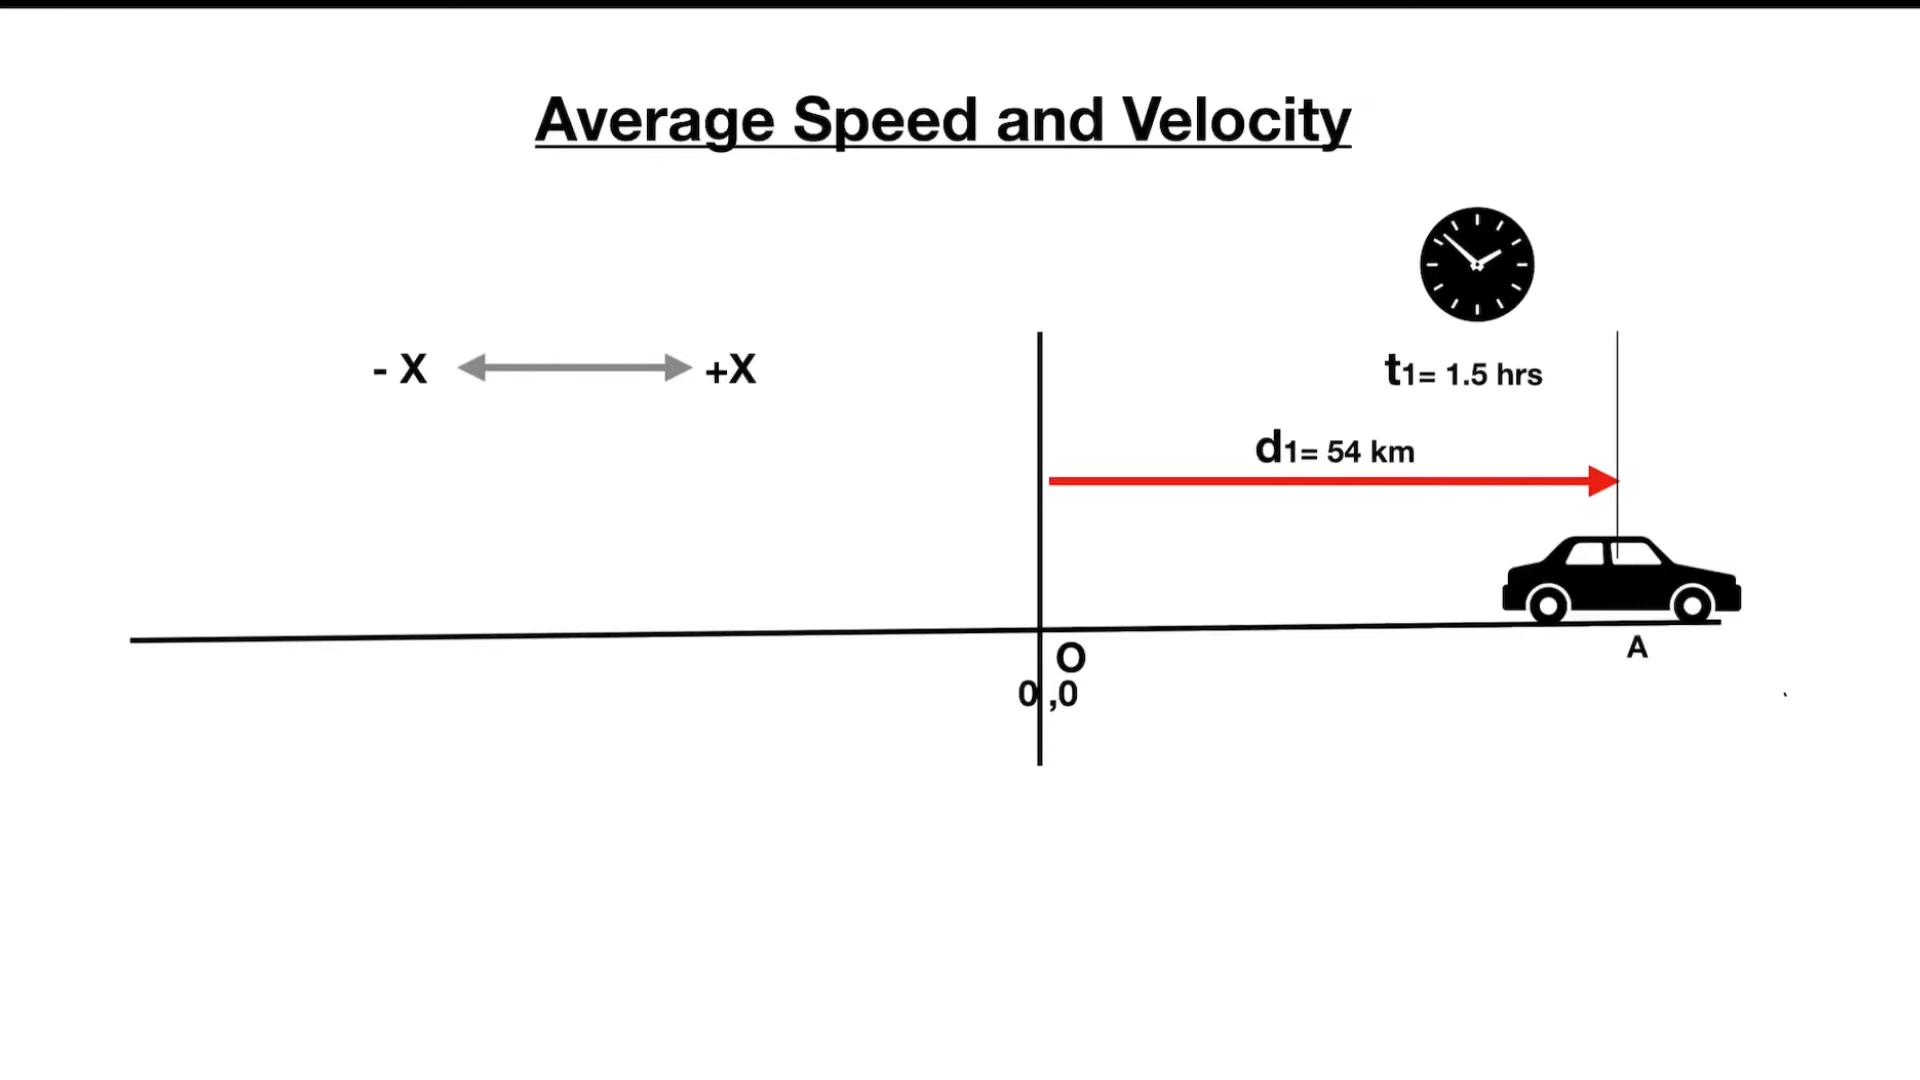 Average Speed and Velocity
t1= 1.5 hrs
- X +X
d1= 54 km
O
A
0 ,0